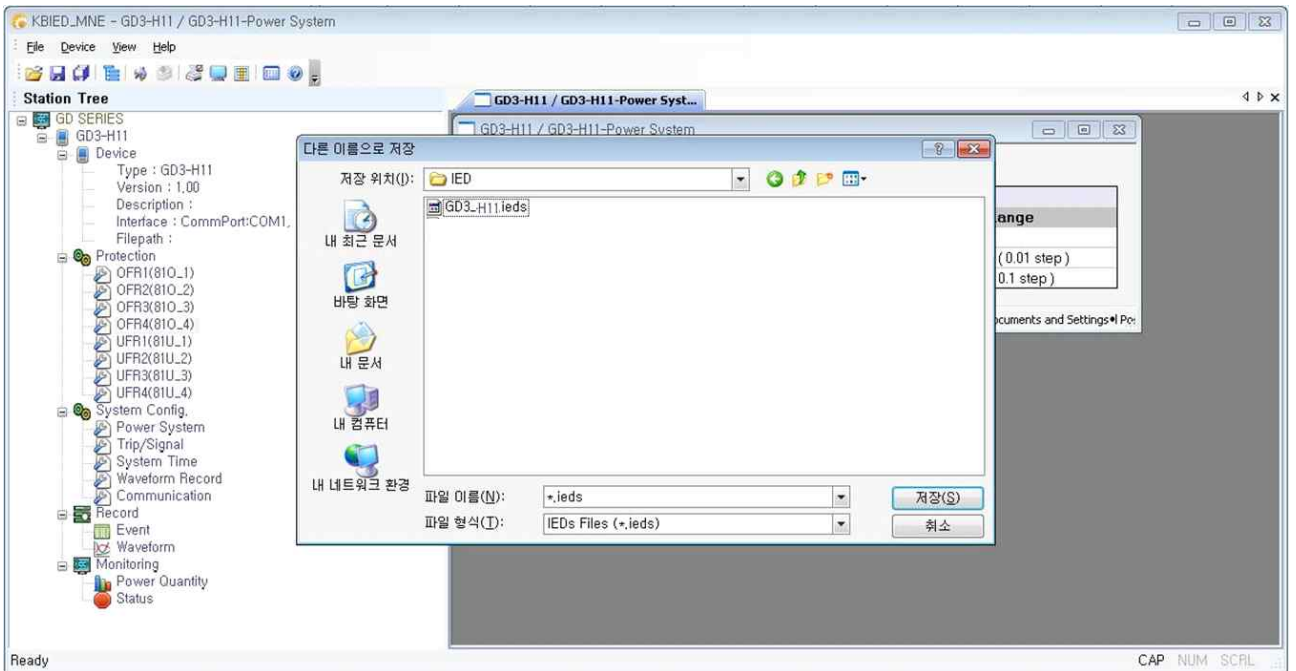 KBIED_MNE - GD3-H11 / GD3-H11-Power System
File Device View Help
Station Tree
GD SERIES
GD3-H11
Device
Type : GD3-H11
Version : 1.00
Description :
Interface : CommPort:COM1,
Filepath :
Protection
OFR1(81O_1)
OFR2(81O_2)
OFR3(81O_3)
OFR4(81O_4)
UFR1(81U_1)
UFR2(81U_2)
UFR3(81U_3)
UFR4(81U_4)
System Config.
Power System
Trip/Signal
System Time
Waveform Record
Communication
Record
Event
Waveform
Monitoring
Power Quantity
Status
GD3-H11 / GD3-H11-Power Syst...
GD3-H11 / GD3-H11-Power System
ange
( 0.01 step )
0.1 step )
ocuments and Settings
다른 이름으로 저장
저장 위치(I):
IED
GD3_H11.ieds
내 최근 문서
바탕 화면
내 문서
내 컴퓨터
내 네트워크 환경
파일 이름(N): *.ieds 저장(S)
파일 형식(T): IEDs Files (*.ieds) 취소
Ready CAP NUM SCRL